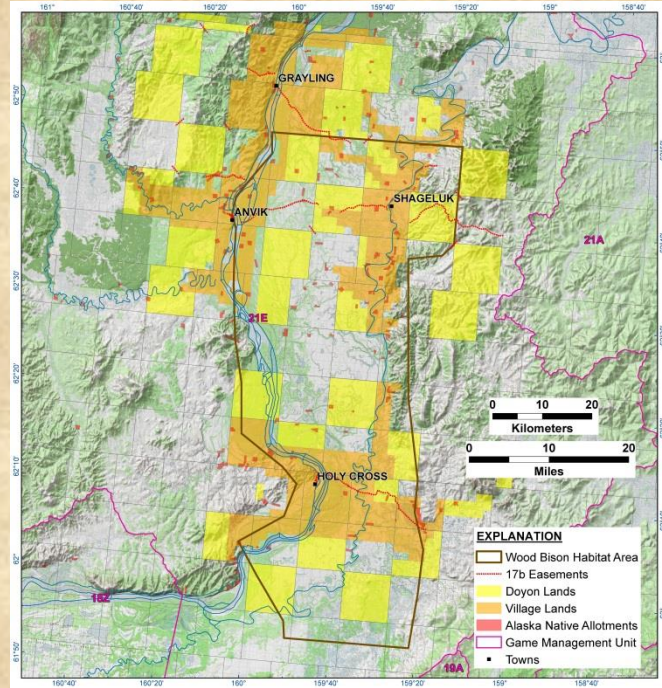 161° 160°40' 160°20' 160° 159°40' 159°20' 159° 158°40'
62°50'
GRAYLING
62°40'
SHAGELUK
ANVIK
21A
62°30'
21E
62°20'
0 10 20
Kilometers
0 10 20
Miles
62°10'
HOLY CROSS
EXPLANATION
Wood Bison Habitat Area
17b Easements
62°
Doyon Lands
Village Lands
18Z
Alaska Native Allotments
Game Management Unit
61°50'
19A
Towns
160°40' 160°20' 160° 159°40' 159°20' 159° 158°40'